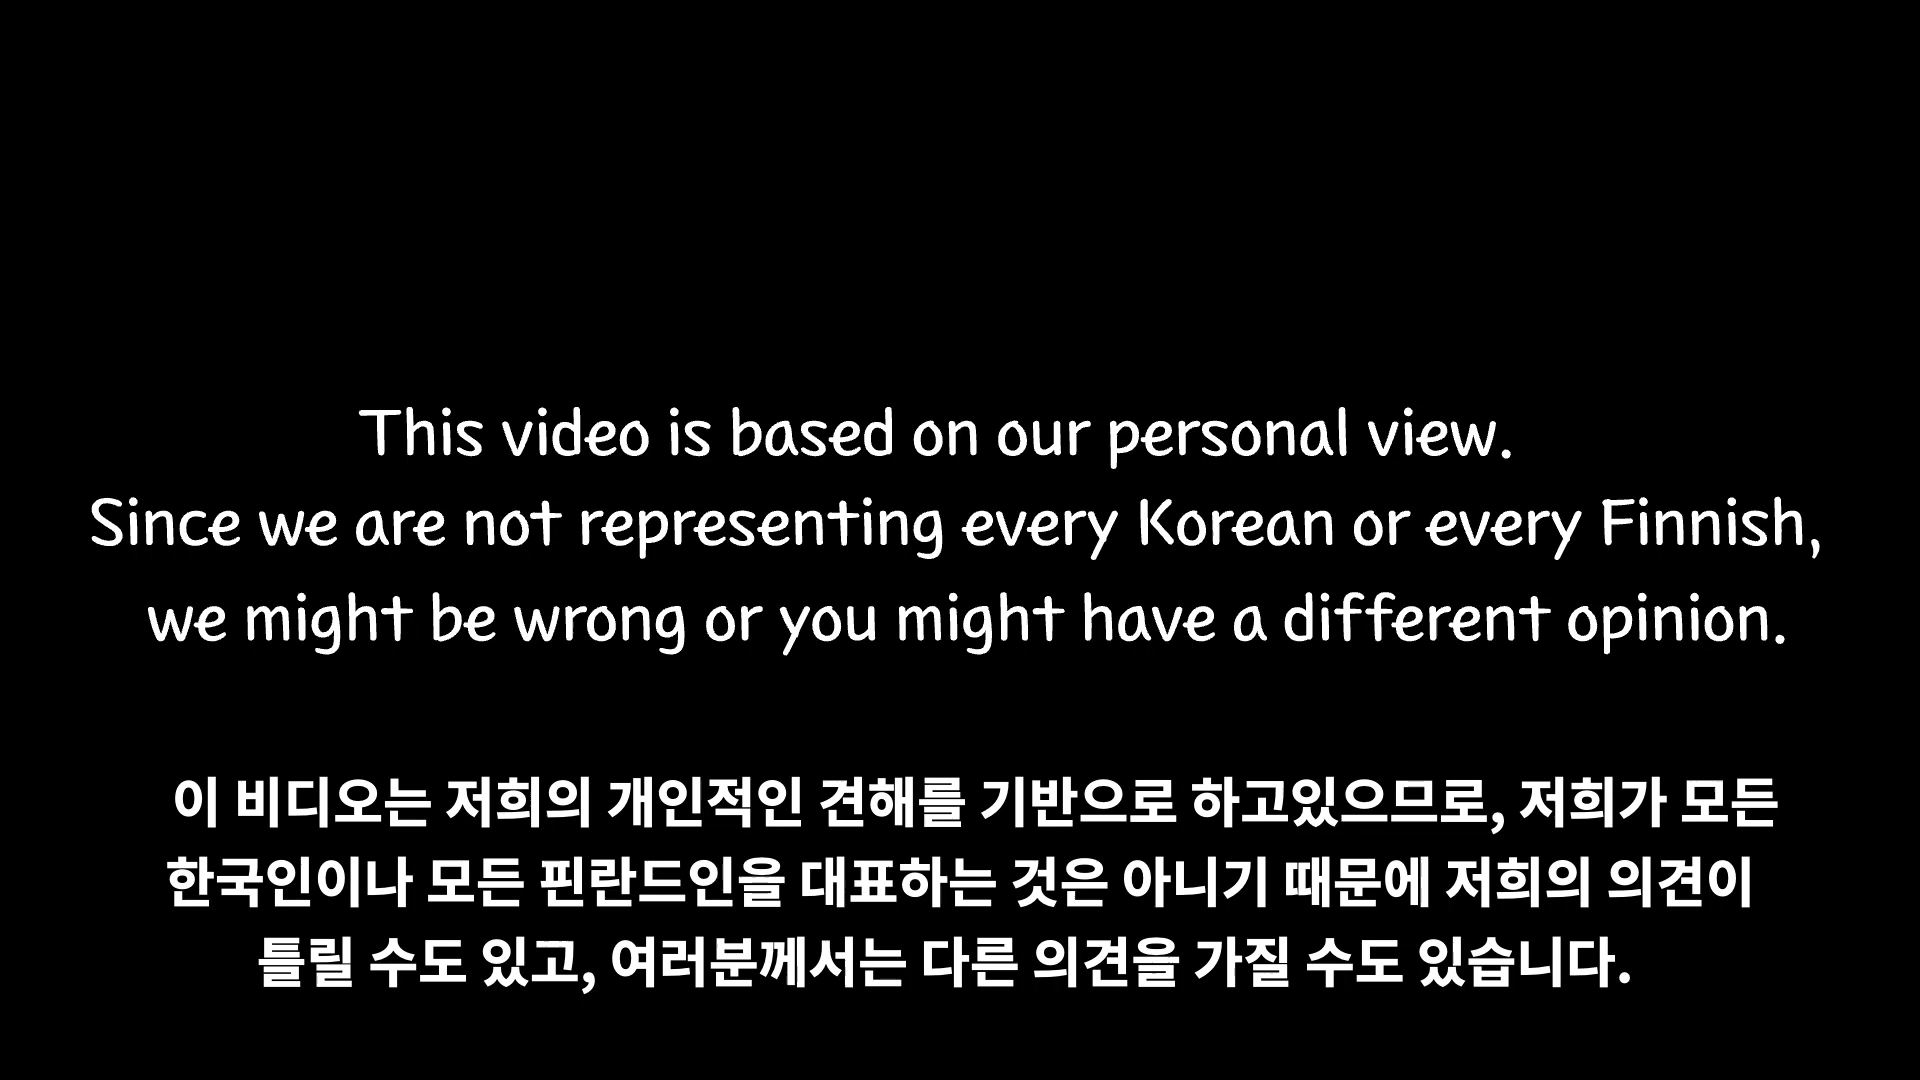 This video is based on our personal view.
Since we are not representing every Korean or every Finnish,
we might be wrong or you might have a different opinion.
이 비디오는 저희의 개인적인 견해를 기반으로 하고있으므로, 저희가 모든
한국인이나 모든 핀란드인을 대표하는 것은 아니기 때문에 저희의 의견이
틀릴 수도 있고, 여러분께서는 다른 의견을 가질 수도 있습니다.